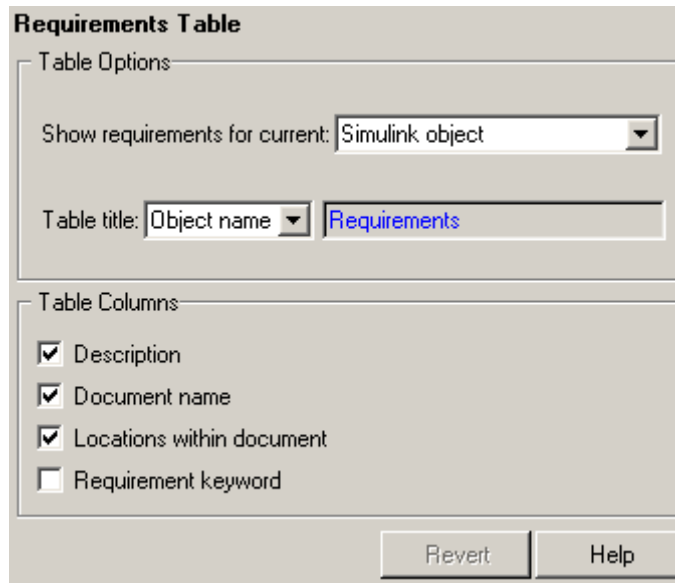 Requirements Table
Table Options
Show requirements for current: Simulink object
Table title: Object name Requirements
Table Columns
Description
Document name
Locations within document
Requirement keyword
Revert Help